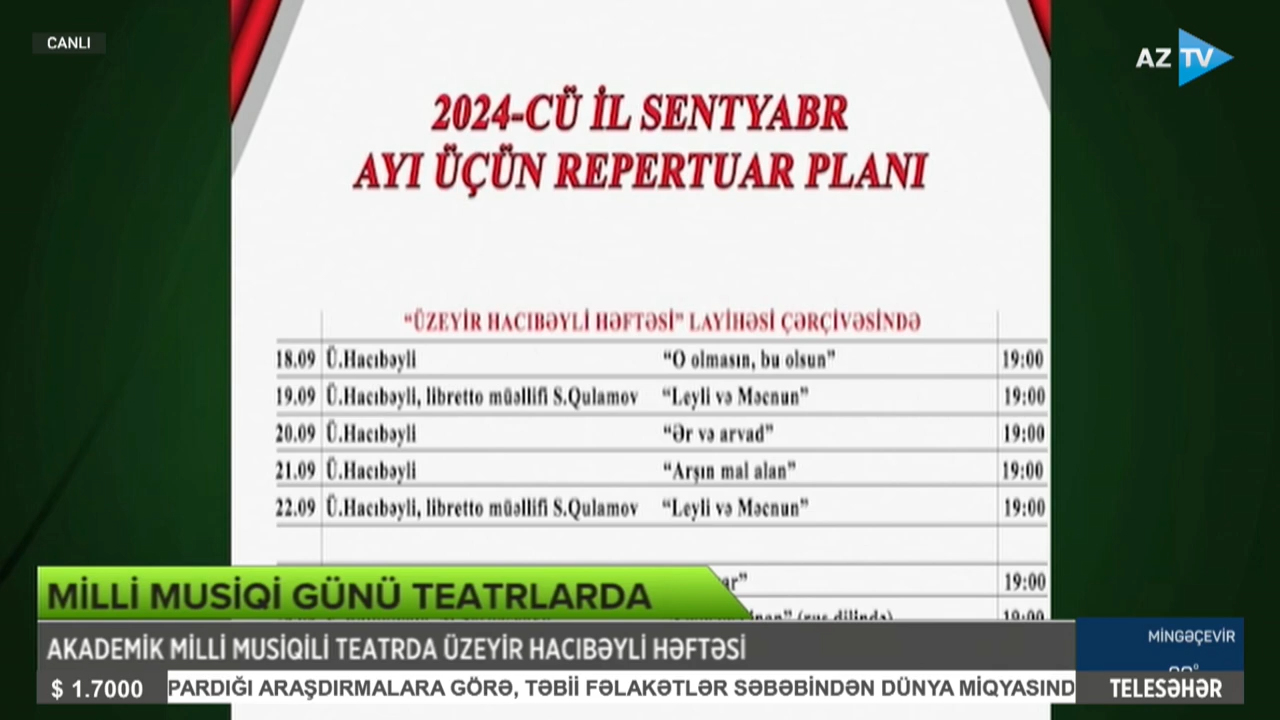 CANLI
AZ TV
2024-CÜ İL SENTYABR
AYI ÜÇÜN REPERTUAR PLANI
“ÜZEYİR HACIBƏYLİ HƏFTƏSİ” LAYİHƏSİ ÇƏRÇİVƏSİNDƏ
18.09 Ü.Hacıbəyli “O olmasın, bu olsun” 19:00
19.09 Ü.Hacıbəyli, libretto müəllifi S.Qulamov “Leyli və Məcnun” 19:00
20.09 Ü.Hacıbəyli “Ər və arvad” 19:00
21.09 Ü.Hacıbəyli “Arşın mal alan” 19:00
22.09 Ü.Hacıbəyli, libretto müəllifi S.Qulamov “Leyli və Məcnun” 19:00
19:00
(rus dilində) 19:00
MİLLİ MUSİQİ GÜNÜ TEATRLARDA
AKADEMİK MİLLİ MUSİQİLİ TEATRDA ÜZEYİR HACIBƏYLİ HƏFTƏSİ
MİNGƏÇEVİR
$ 1.7000 PARDIĞI ARAŞDIRMALARA GÖRƏ, TƏBİİ FƏLAKƏTLƏR SƏBƏBİNDƏN DÜNYA MİQYASIND
TELESƏHƏR